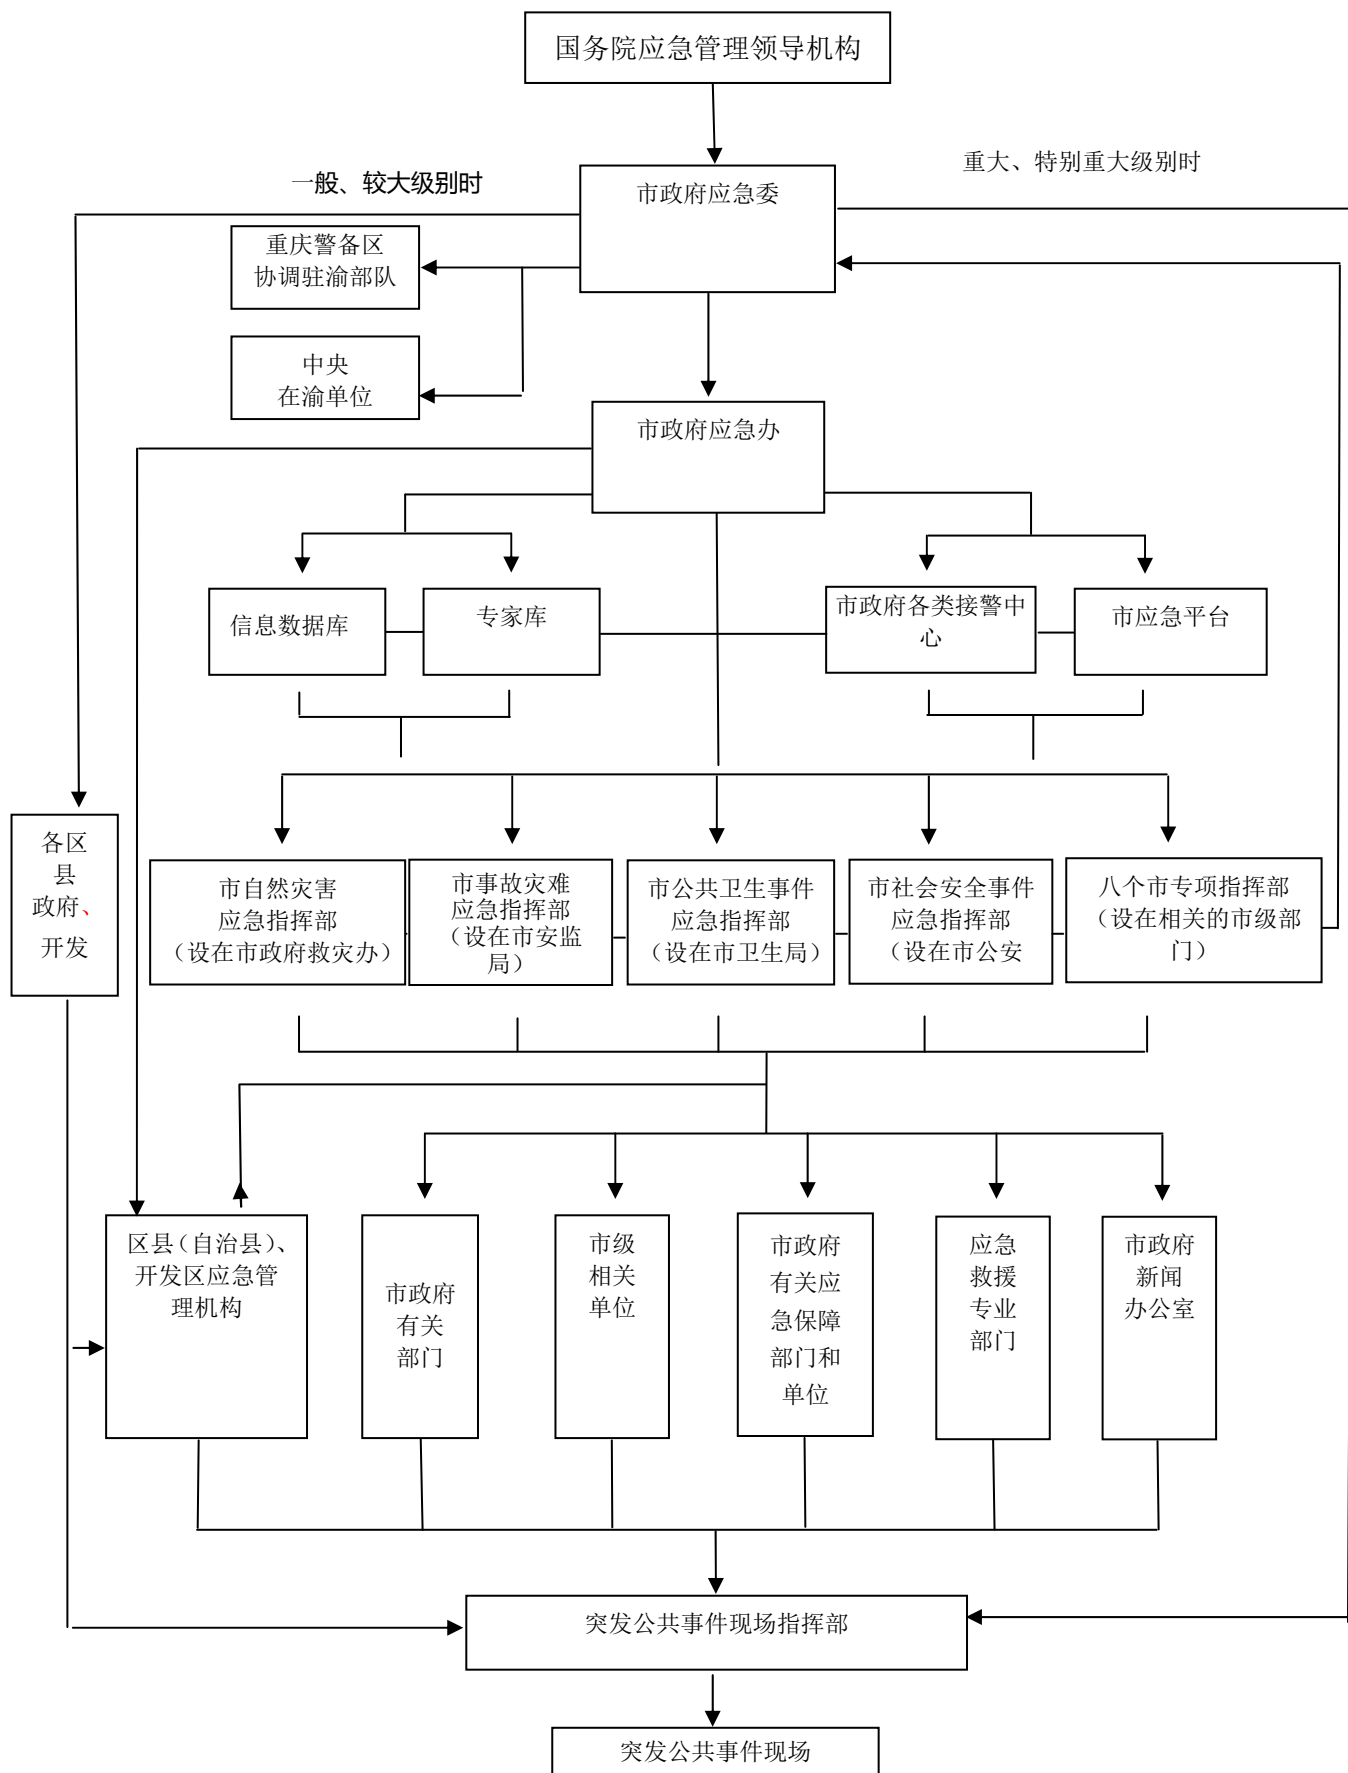 国务院应急管理领导机构
重大、特别重大级别时
一般、较大级别时
市政府应急委
重庆警备区
协调驻渝部队
中央
在渝单位
市政府应急办
信息数据库
专家库
市政府各类接警中
心
市应急平台
各区
县
政府、
开发
市自然灾害
应急指挥部
（设在市政府救灾办）
市事故灾难
应急指挥部
（设在市安监
局）
市公共卫生事件
应急指挥部
（设在市卫生局）
市社会安全事件
应急指挥部
（设在市公安
八个市专项指挥部
（设在相关的市级部
门）
区县（自治县）、
开发区应急管
理机构
市政府
有关
部门
市级
相关
单位
市政府
有关应
急保障
部门和
单位
应急
救援
专业
部门
市政府
新闻
办公室
突发公共事件现场指挥部
突发公共事件现场